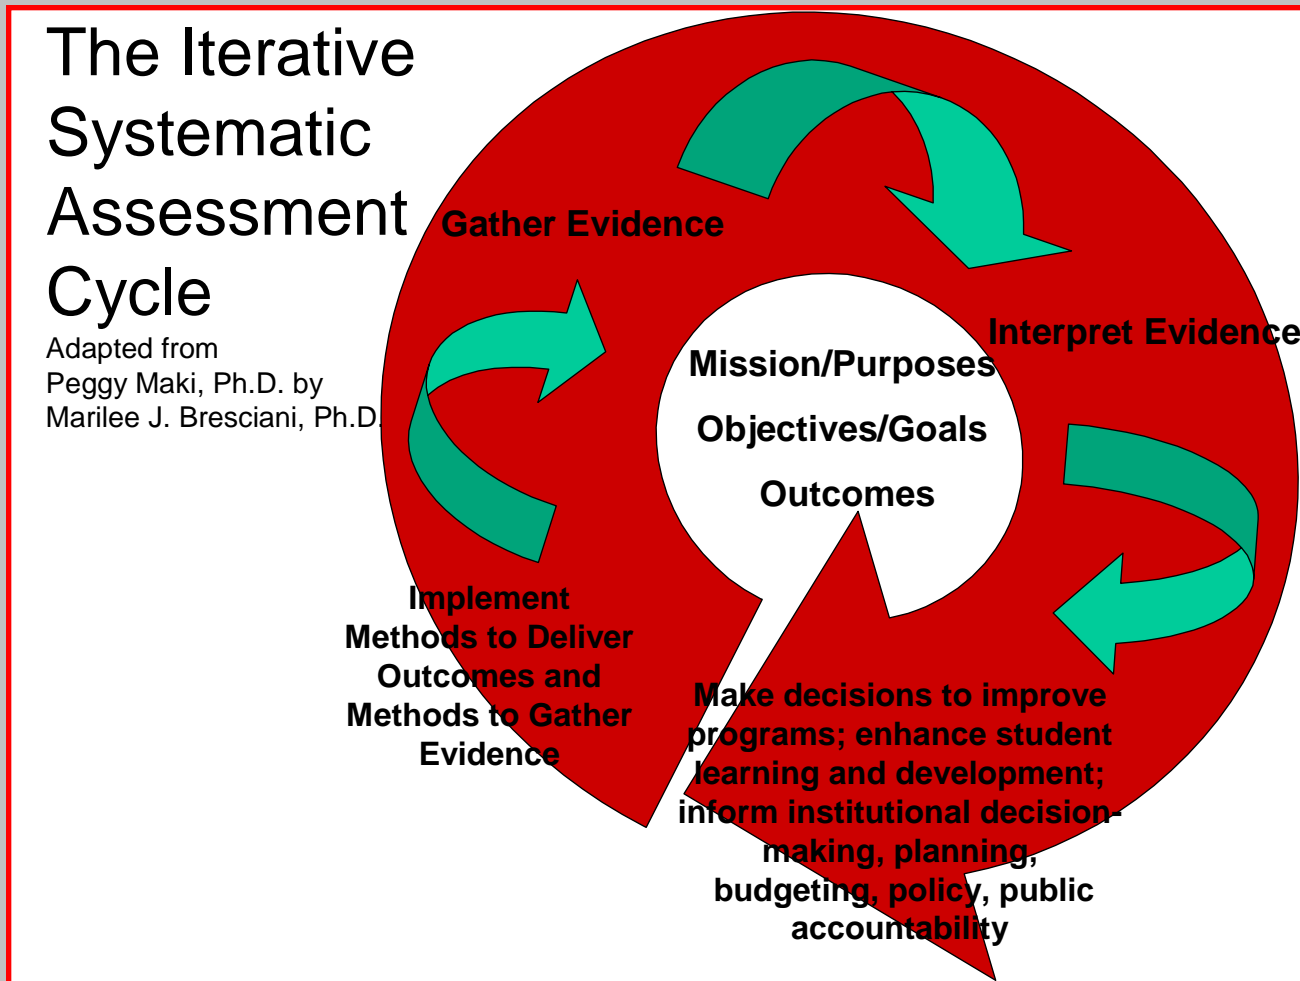 The Iterative
Systematic
Assessment
Cycle
Adapted from
Peggy Maki, Ph.D. by
Marilee J. Bresciani, Ph.D.
Gather Evidence
Interpret Evidence
Mission/Purposes
Objectives/Goals
Outcomes
Implement
Methods to Deliver
Outcomes and
Methods to Gather
Evidence
Make decisions to improve
programs; enhance student
learning and development;
inform institutional decision-
making, planning,
budgeting, policy, public
accountability